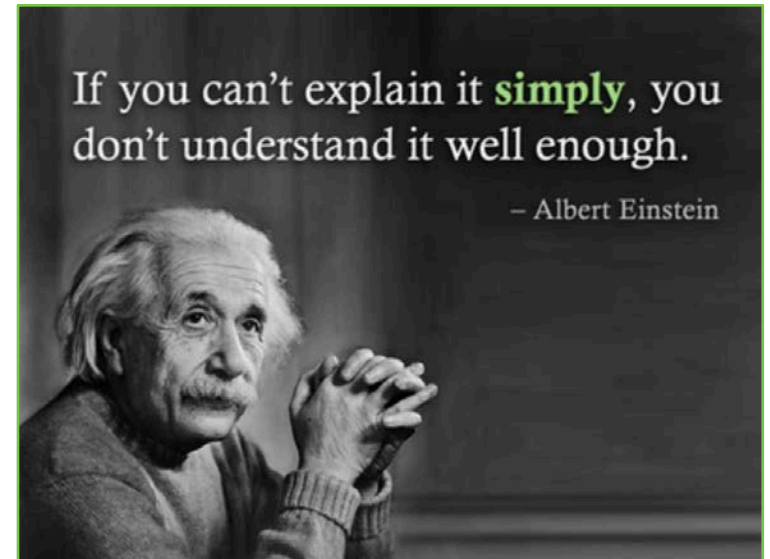 If you can’t explain it simply, you
don’t understand it well enough.
– Albert Einstein